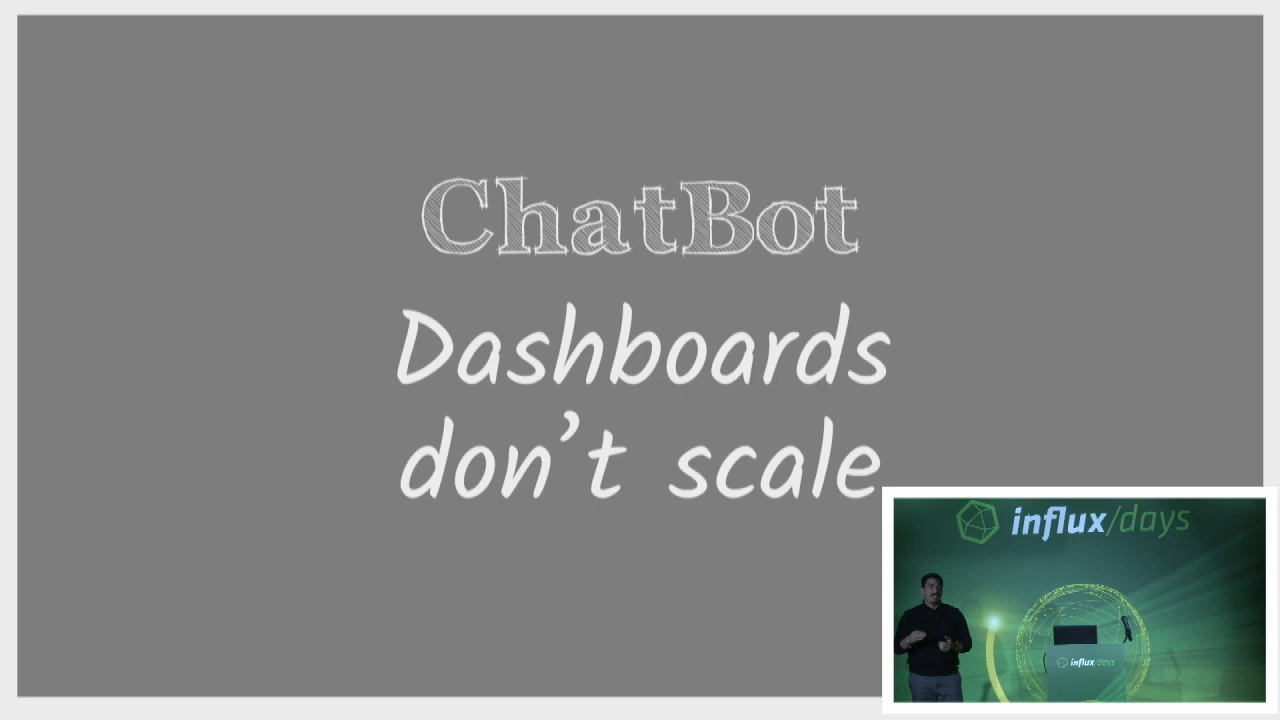 ChatBot
Dashboards
don't scale
influx/days
influx/days